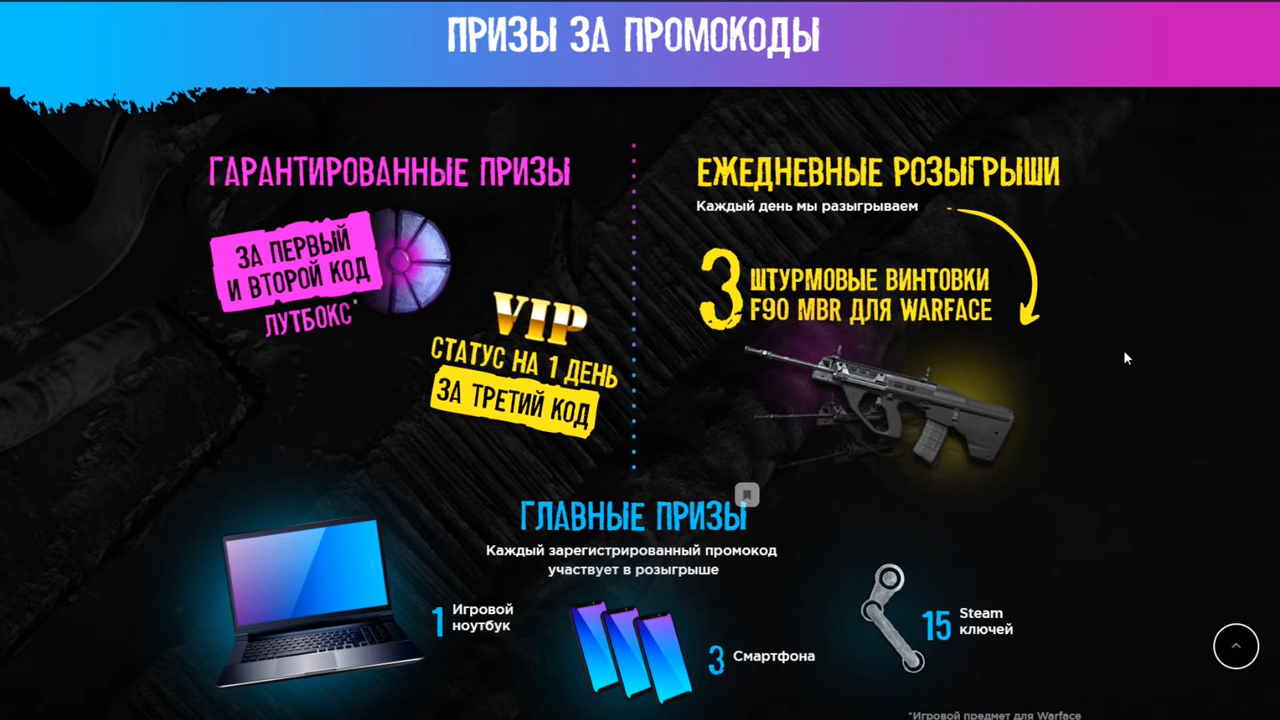 ПРИЗЫ ЗА ПРОМОКОДЫ
ГАРАНТИРОВАННЫЕ ПРИЗЫ
ЗА ПЕРВЫЙ
И ВТОРОЙ КОД
ЛУТБОКС*
VIP
СТАТУС НА 1 ДЕНЬ
ЗА ТРЕТИЙ КОД
ЕЖЕДНЕВНЫЕ РОЗЫГРЫШИ
Каждый день мы разыгрываем
3 ШТУРМОВЫЕ ВИНТОВКИ
F90 MBR ДЛЯ WARFACE
ГЛАВНЫЕ ПРИЗЫ
Каждый зарегистрированный промокод
участвует в розыгрыше
1 Игровой
ноутбук
3 Смартфона
15 Steam
ключей
*Игровой предмет для Warface